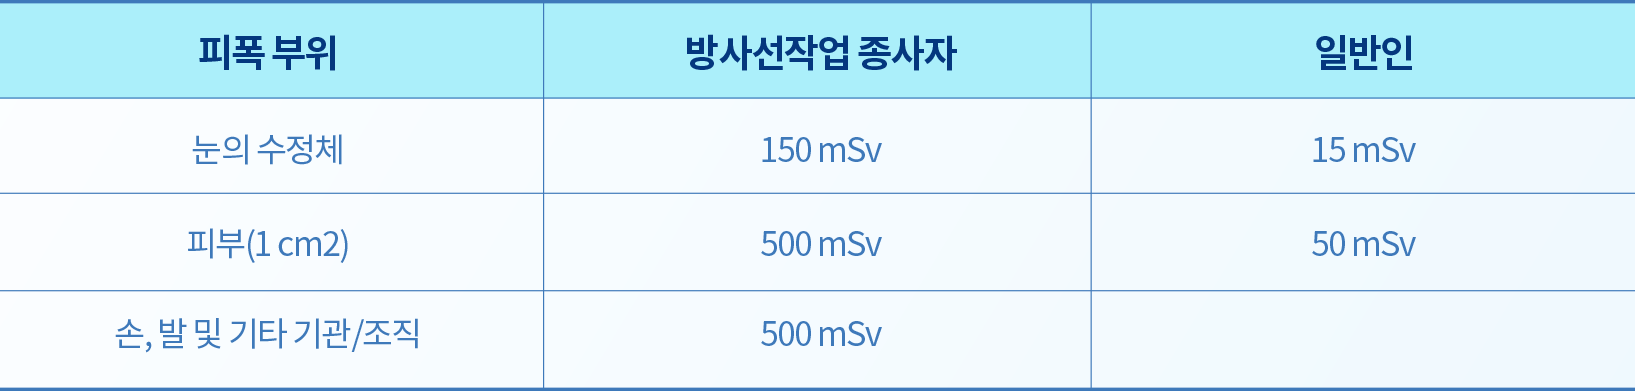 피폭 부위 방사선작업 종사자 일반인
눈의 수정체 150 mSv 15 mSv
피부(1 cm2) 500 mSv 50 mSv
손, 발 및 기타 기관/조직 500 mSv